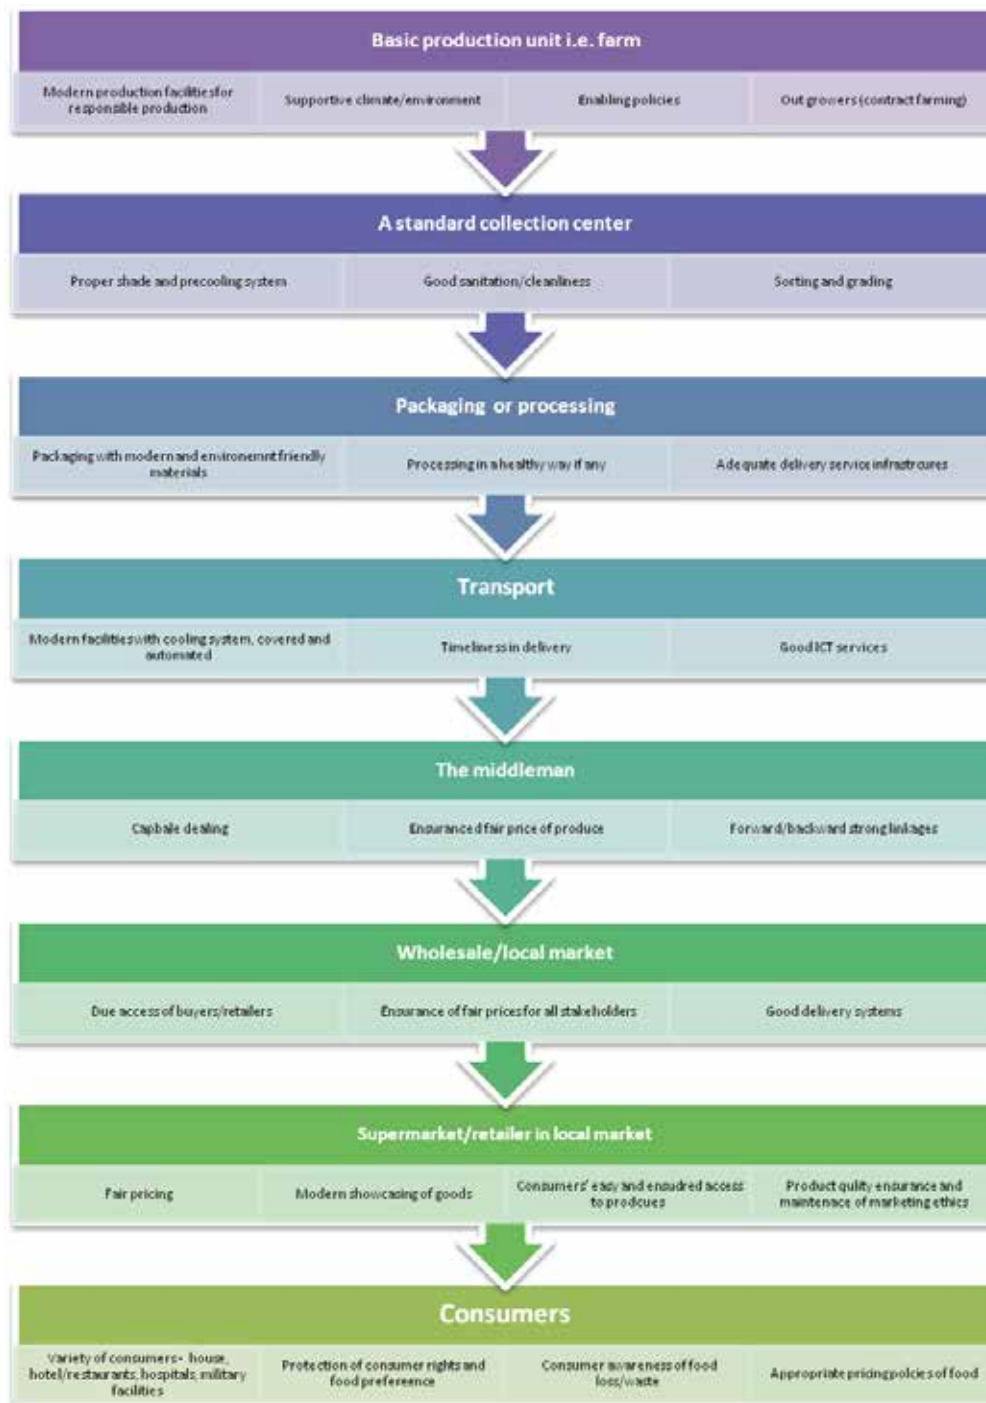 Basic production unit i.e. farm
Modern production facilities for
responsible production
Supportive climate/environment
Enabling policies
Out growers (contract farming)
A standard collection center
Proper shade and precooling system
Good sanitation/cleanliness
Sorting and grading
Packaging or processing
Packaging with modern and environemnt friendly
materials
Processing in a healthy way if any
Adequate delivery service infrastrcures
Transport
Modern facilities with cooling system, covered and
automated
Timeliness in delivery
Good ICT services
The middleman
Capbale dealing
Ensuranced fair price of produce
Forward/backward strong linkages
Wholesale/local market
Due access of buyers/retailers
Ensurance of fair prices for all stakeholders
Good delivery systems
Supermarket/retailer in local market
Fair pricing
Modern showcasing of goods
Consumers' easy and ensudred access
to prodcues
Product qulity ensurance and
maintenace of marketing ethics
Consumers
Variety of consumers- house,
hotel/restaurants, hospitals, military
facilities
Protection of consumer rights and
food prefereence
Consumer awareness of food
loss/waste
Appropriate pricing polcies of food